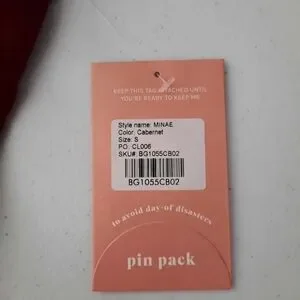 KEEP THIS TAG ATTACHED UNTIL
YOU'RE READY TO KEEP ME
Style name: MINAE
Color: Cabernet
Size: S
PO: CL006
SKU#: BG1055CB02
BG1055CB02
to avoid day-of disasters
pin pack